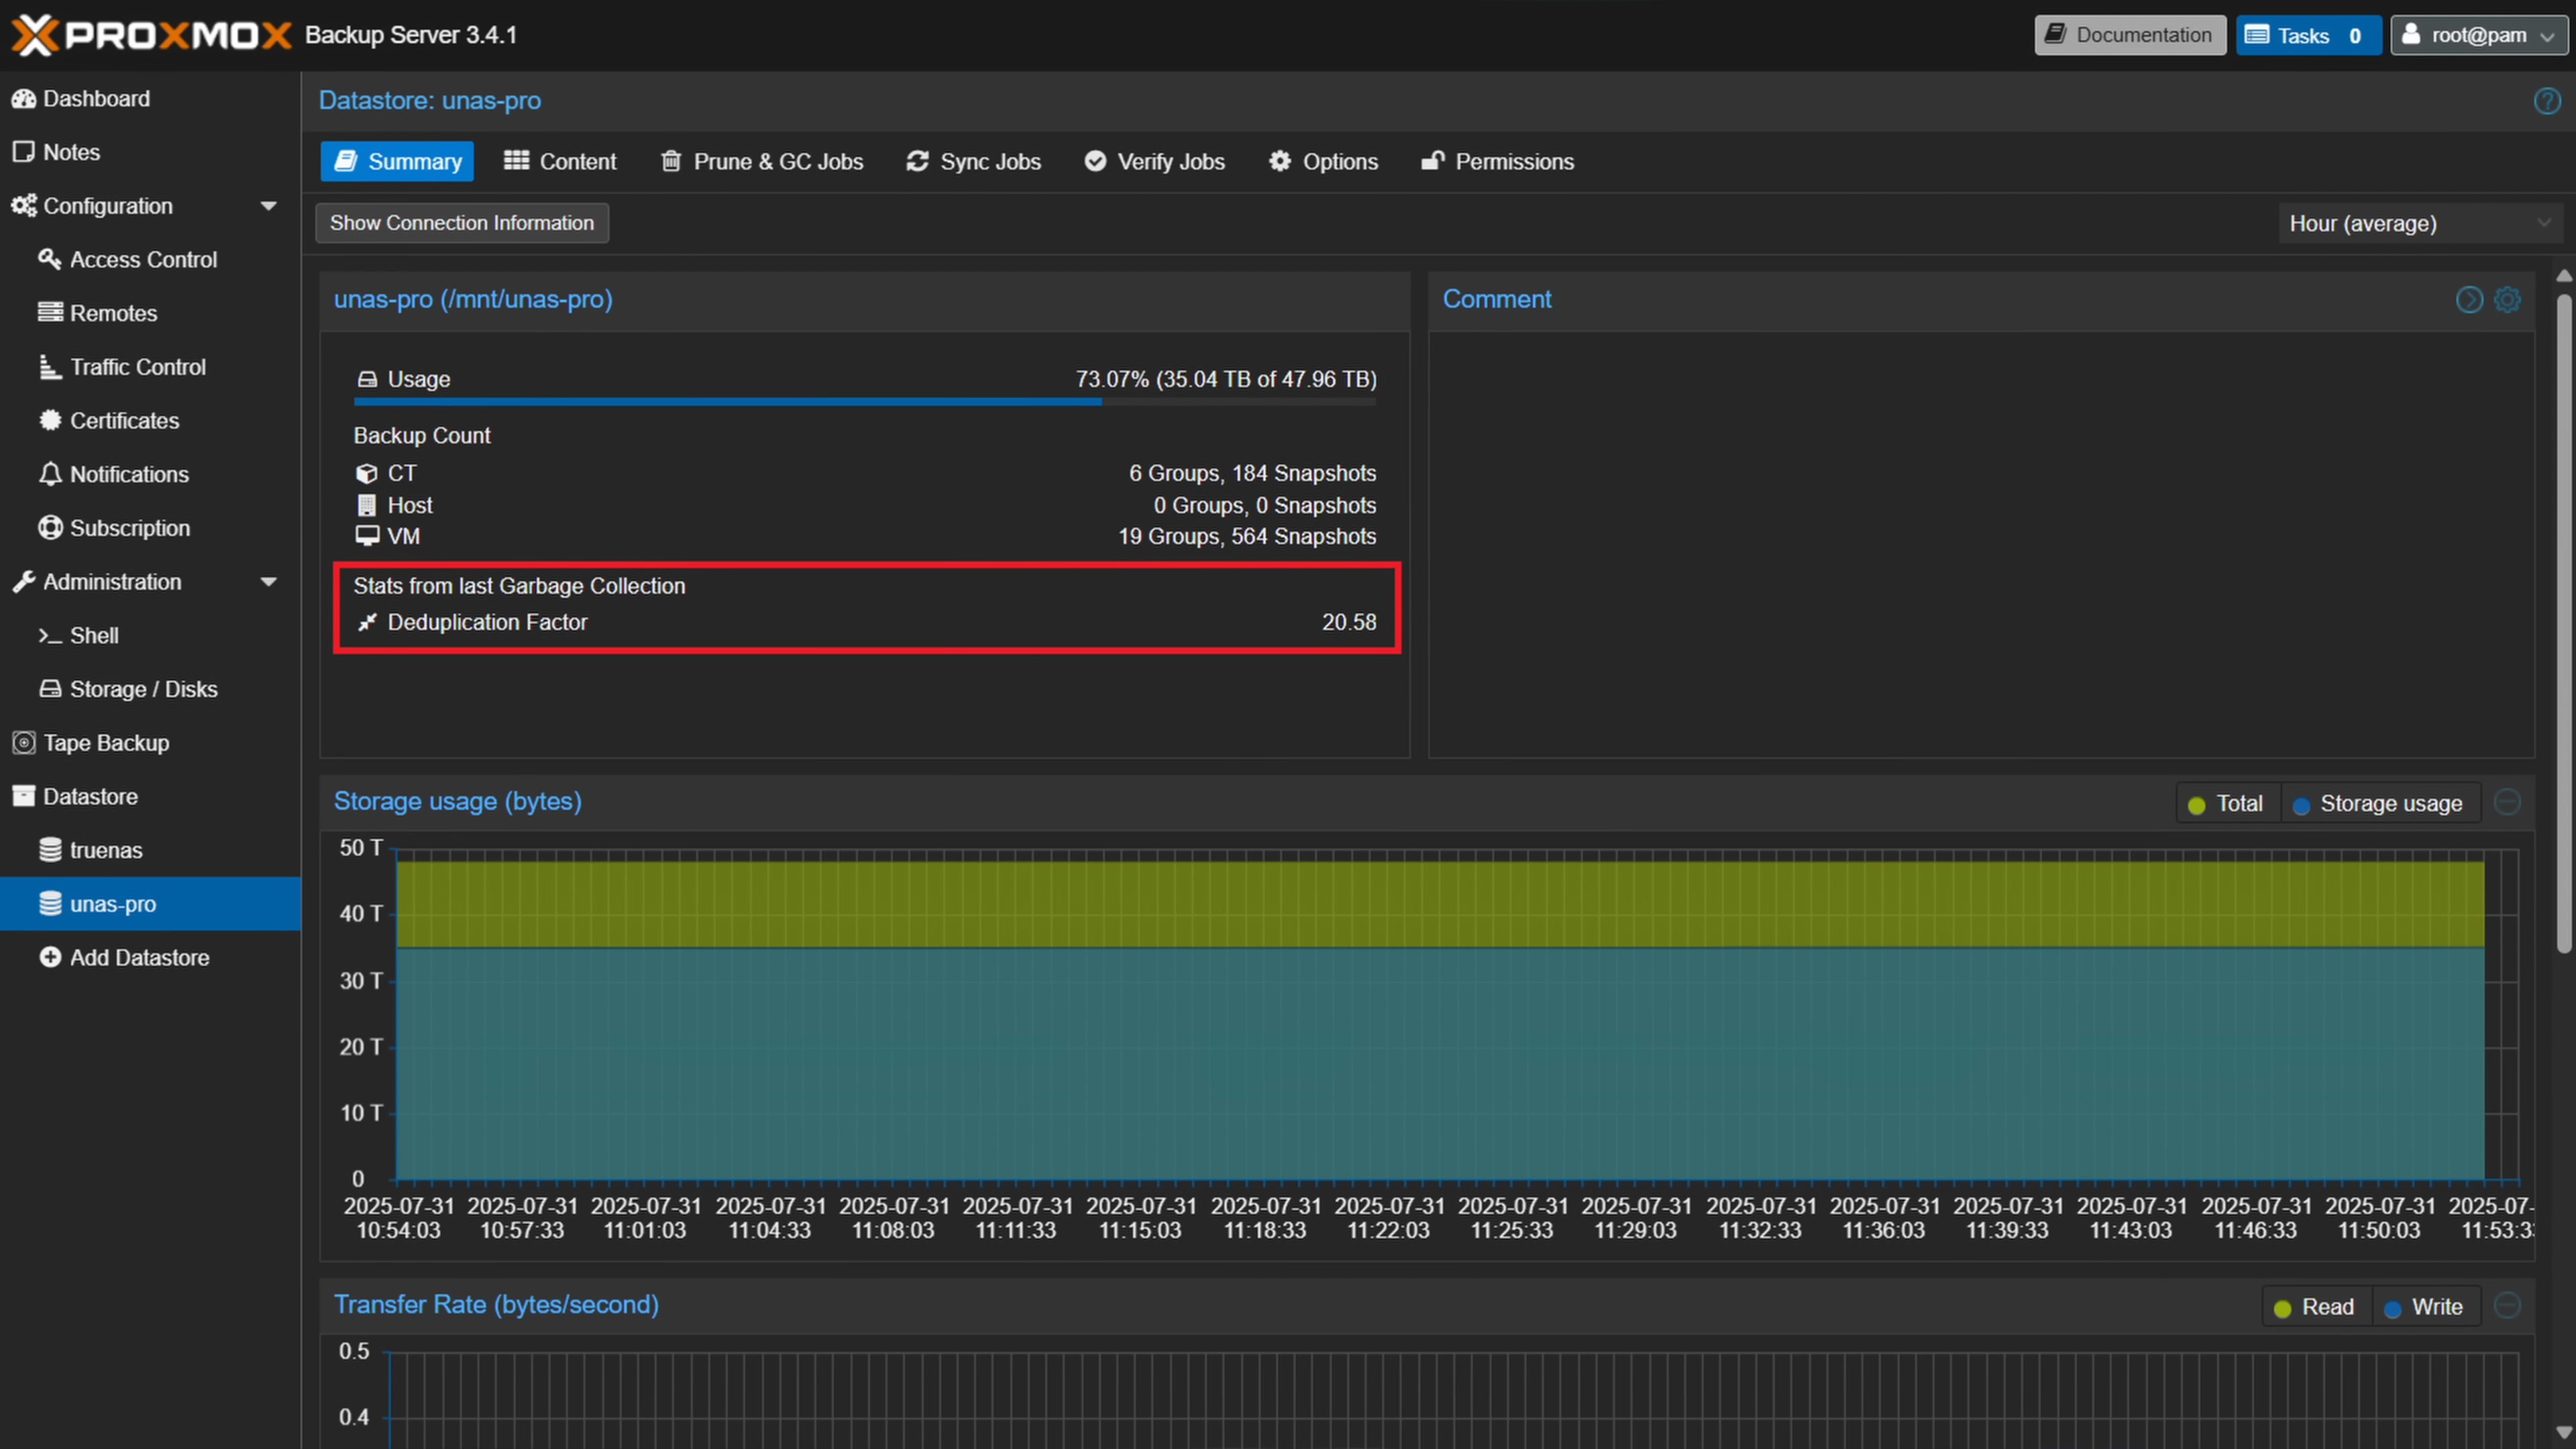 PROXMOX Backup Server 3.4.1
Documentation
Tasks 0
root@pam
Dashboard
Notes
Configuration
Access Control
Remotes
Traffic Control
Certificates
Notifications
Subscription
Administration
Shell
Storage / Disks
Tape Backup
Datastore
truenas
unas-pro
Add Datastore
Datastore: unas-pro
Summary Content Prune & GC Jobs Sync Jobs Verify Jobs Options Permissions
Show Connection Information
Hour (average)
unas-pro (/mnt/unas-pro)
Usage 73.07% (35.04 TB of 47.96 TB)
Backup Count
CT 6 Groups, 184 Snapshots
Host 0 Groups, 0 Snapshots
VM 19 Groups, 564 Snapshots
Stats from last Garbage Collection
Deduplication Factor 20.58
Comment
Storage usage (bytes)
Total Storage usage
50 T
40 T
30 T
20 T
10 T
0
2025-07-31 2025-07-31 2025-07-31 2025-07-31 2025-07-31 2025-07-31 2025-07-31 2025-07-31 2025-07-31 2025-07-31 2025-07-31 2025-07-31 2025-07-31 2025-07-31 2025-07-31 2025-07-31 2025-07-31 2025-07-
10:54:03 10:57:33 11:01:03 11:04:33 11:08:03 11:11:33 11:15:03 11:18:33 11:22:03 11:25:33 11:29:03 11:32:33 11:36:03 11:39:33 11:43:03 11:46:33 11:50:03 11:53:3
Transfer Rate (bytes/second)
Read Write
0.5
0.4